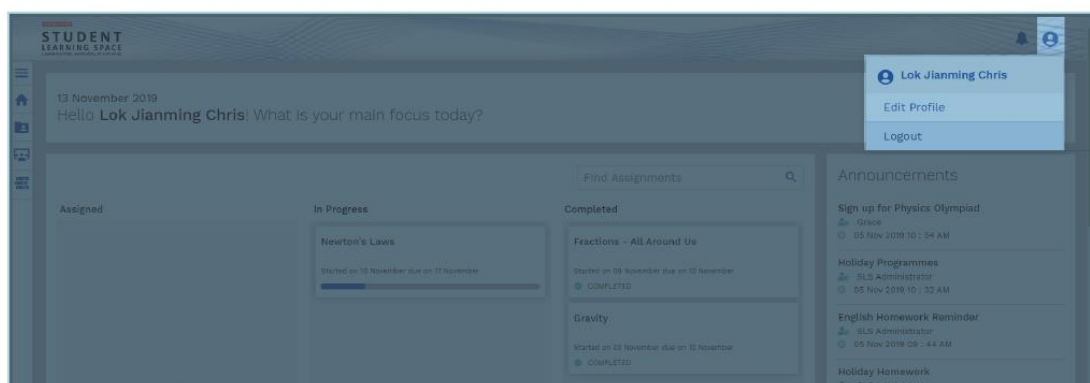 STUDENT
LEARNING SPACE
Lok Jianming Chris
Edit Profile
Logout
13 November 2019
Hello Lok Jianming Chris! What is your main focus today?
Find Assignments
Assigned
In Progress
Completed
Newton's Laws
Started on 10 November due on 17 November
Fractions - All Around Us
Started on 08 November due on 10 November
COMPLETED
Gravity
COMPLETED
Announcements
Sign up for Physics Olympiad
Grace
05 Nov 2019 10 : 54 AM
Holiday Programmes
SLS Administrator
05 Nov 2019 10 : 32 AM
English Homework Reminder
SLS Administrator
05 Nov 2019 09 : 44 AM
Holiday Homework